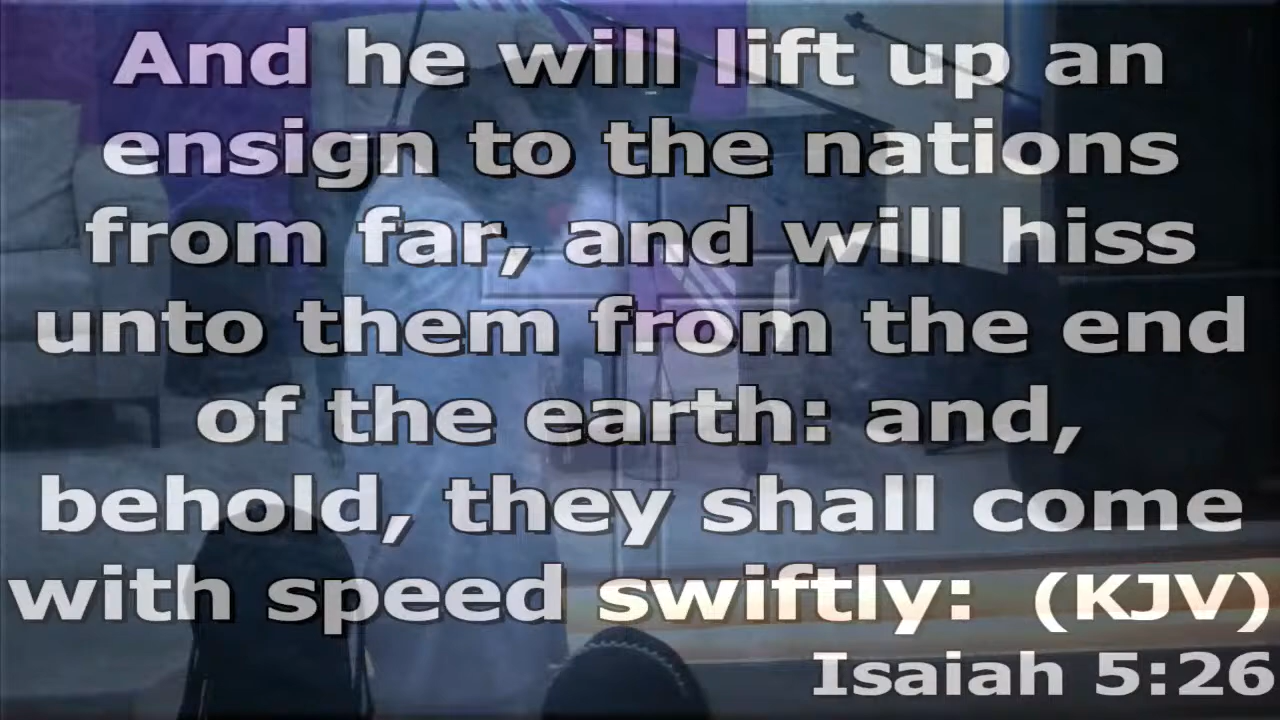 And he will lift up an
ensign to the nations
from far, and will hiss
unto them from the end
of the earth: and,
behold, they shall come
with speed swiftly: (KJV)
Isaiah 5:26